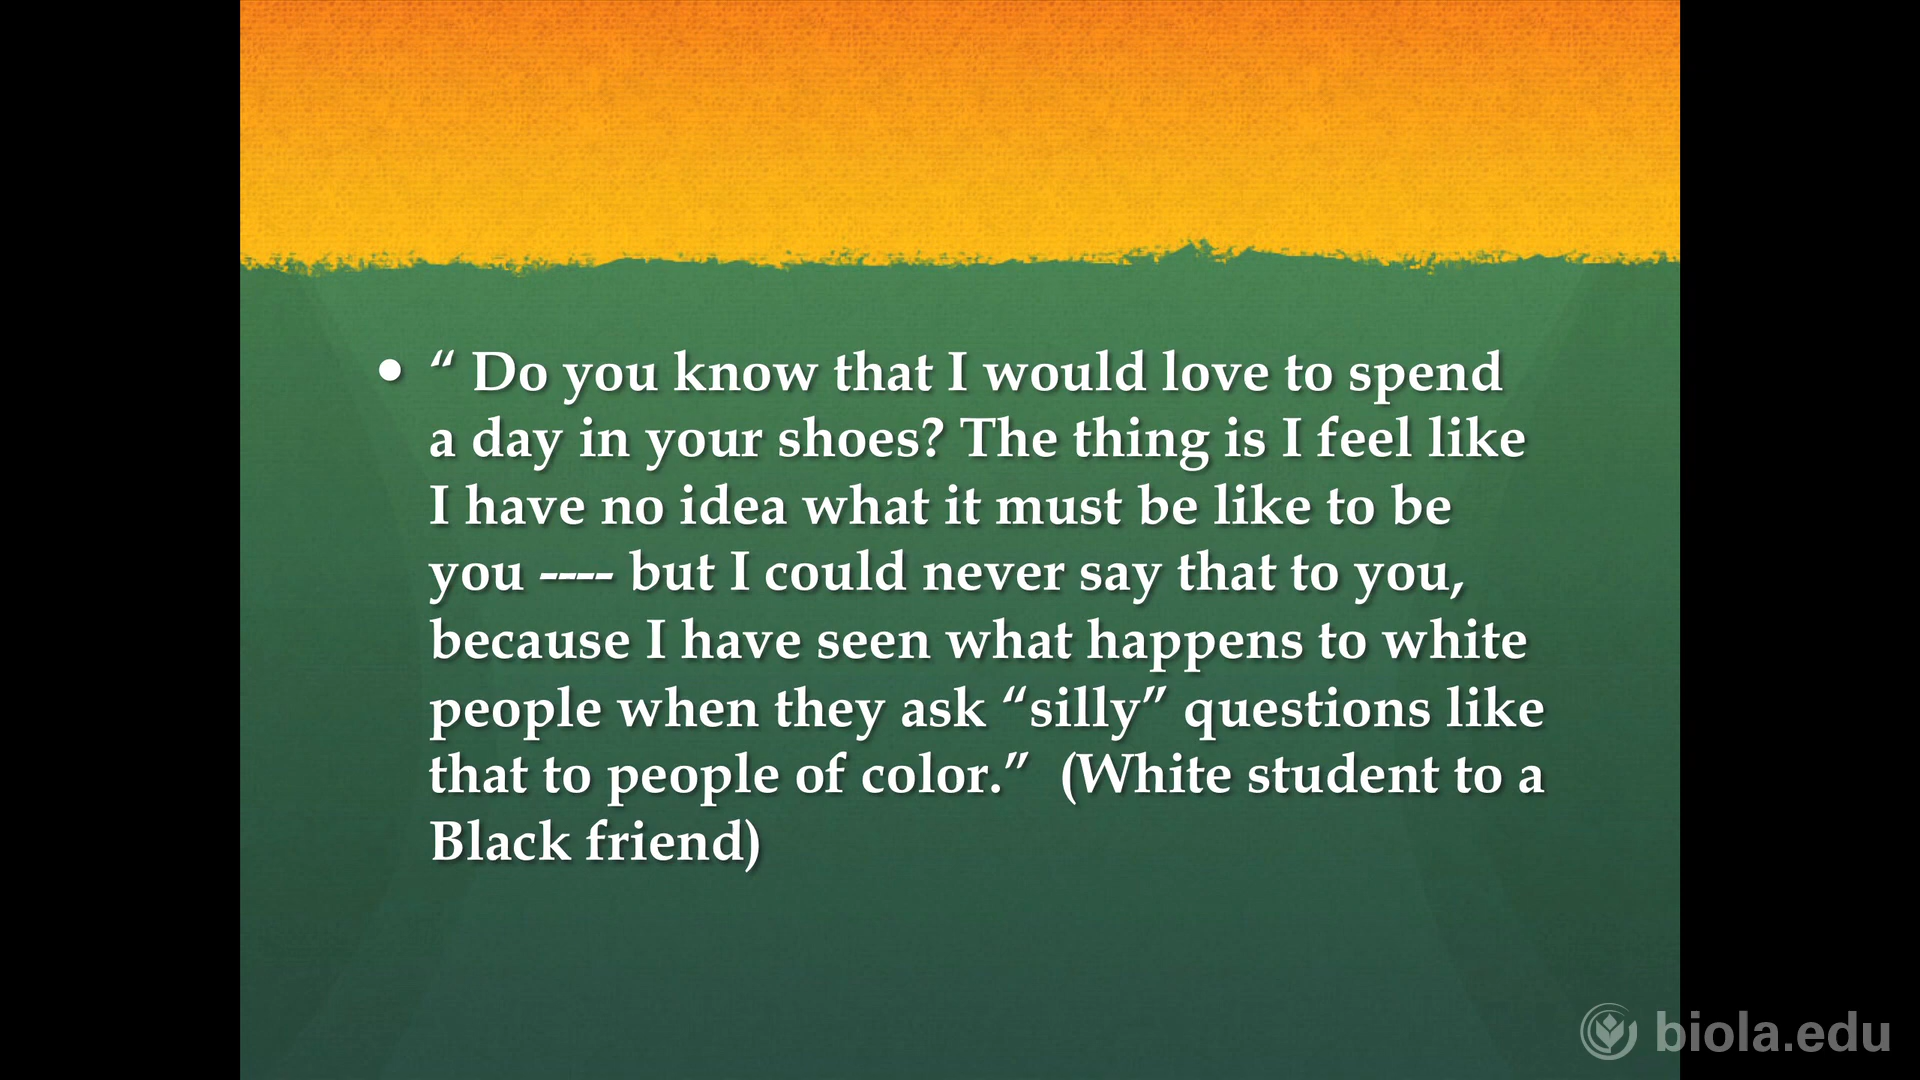 • “ Do you know that I would love to spend
a day in your shoes? The thing is I feel like
I have no idea what it must be like to be
you ---- but I could never say that to you,
because I have seen what happens to white
people when they ask “silly” questions like
that to people of color.”  (White student to a
Black friend)
biola.edu